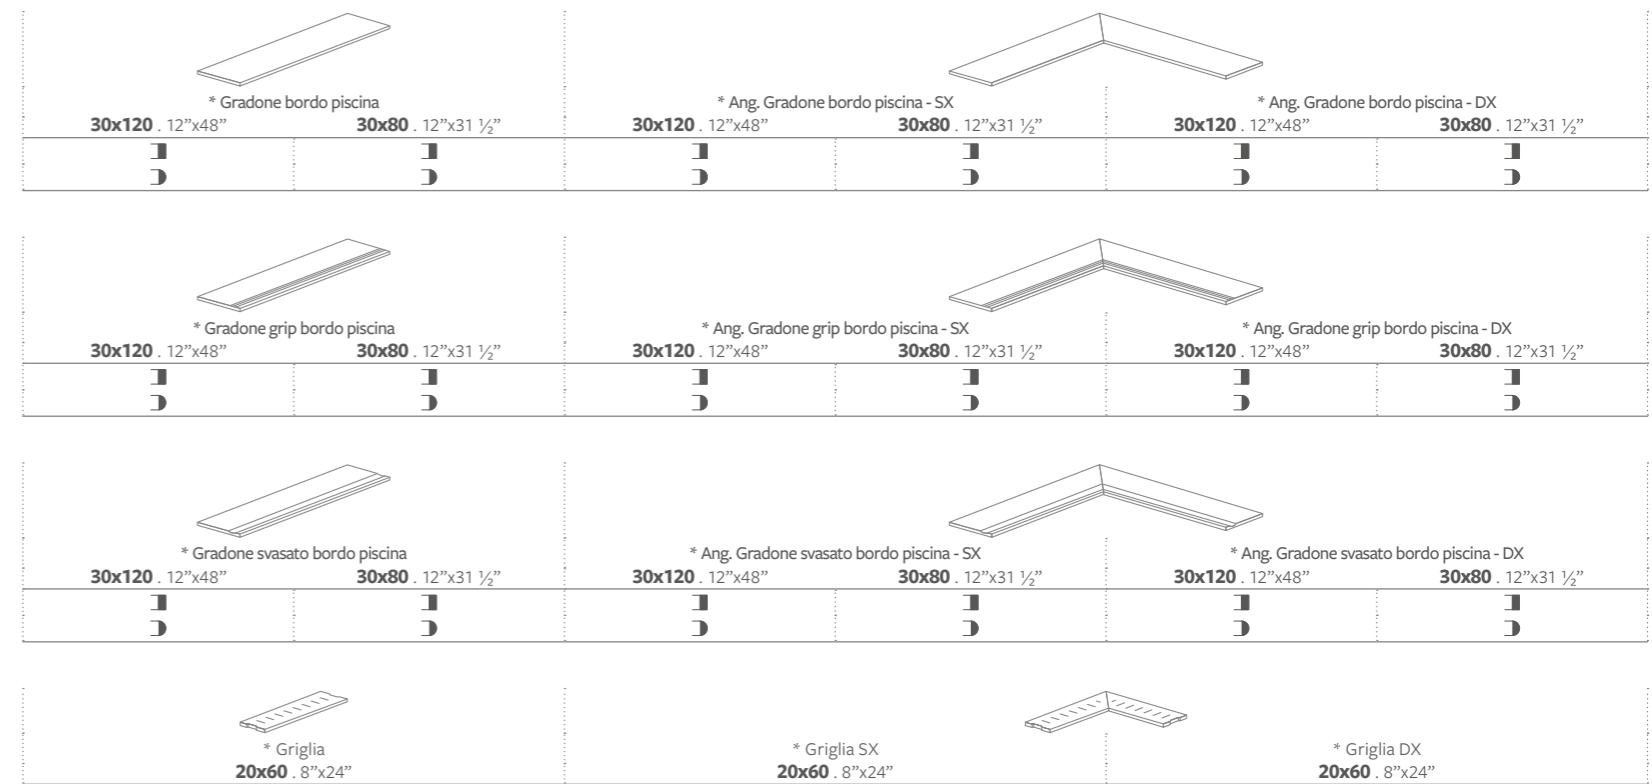 * Gradone bordo piscina
30x120 . 12”x48” 30x80 . 12”x31 ½”
* Ang. Gradone bordo piscina - SX
30x120 . 12”x48” 30x80 . 12”x31 ½”
* Ang. Gradone bordo piscina - DX
30x120 . 12”x48” 30x80 . 12”x31 ½”
* Gradone grip bordo piscina
30x120 . 12”x48” 30x80 . 12”x31 ½”
* Ang. Gradone grip bordo piscina - SX
30x120 . 12”x48” 30x80 . 12”x31 ½”
* Ang. Gradone grip bordo piscina - DX
30x120 . 12”x48” 30x80 . 12”x31 ½”
* Gradone svasato bordo piscina
30x120 . 12”x48” 30x80 . 12”x31 ½”
* Ang. Gradone svasato bordo piscina - SX
30x120 . 12”x48” 30x80 . 12”x31 ½”
* Ang. Gradone svasato bordo piscina - DX
30x120 . 12”x48” 30x80 . 12”x31 ½”
* Griglia
20x60 . 8”x24”
* Griglia SX
20x60 . 8”x24”
* Griglia DX
20x60 . 8”x24”